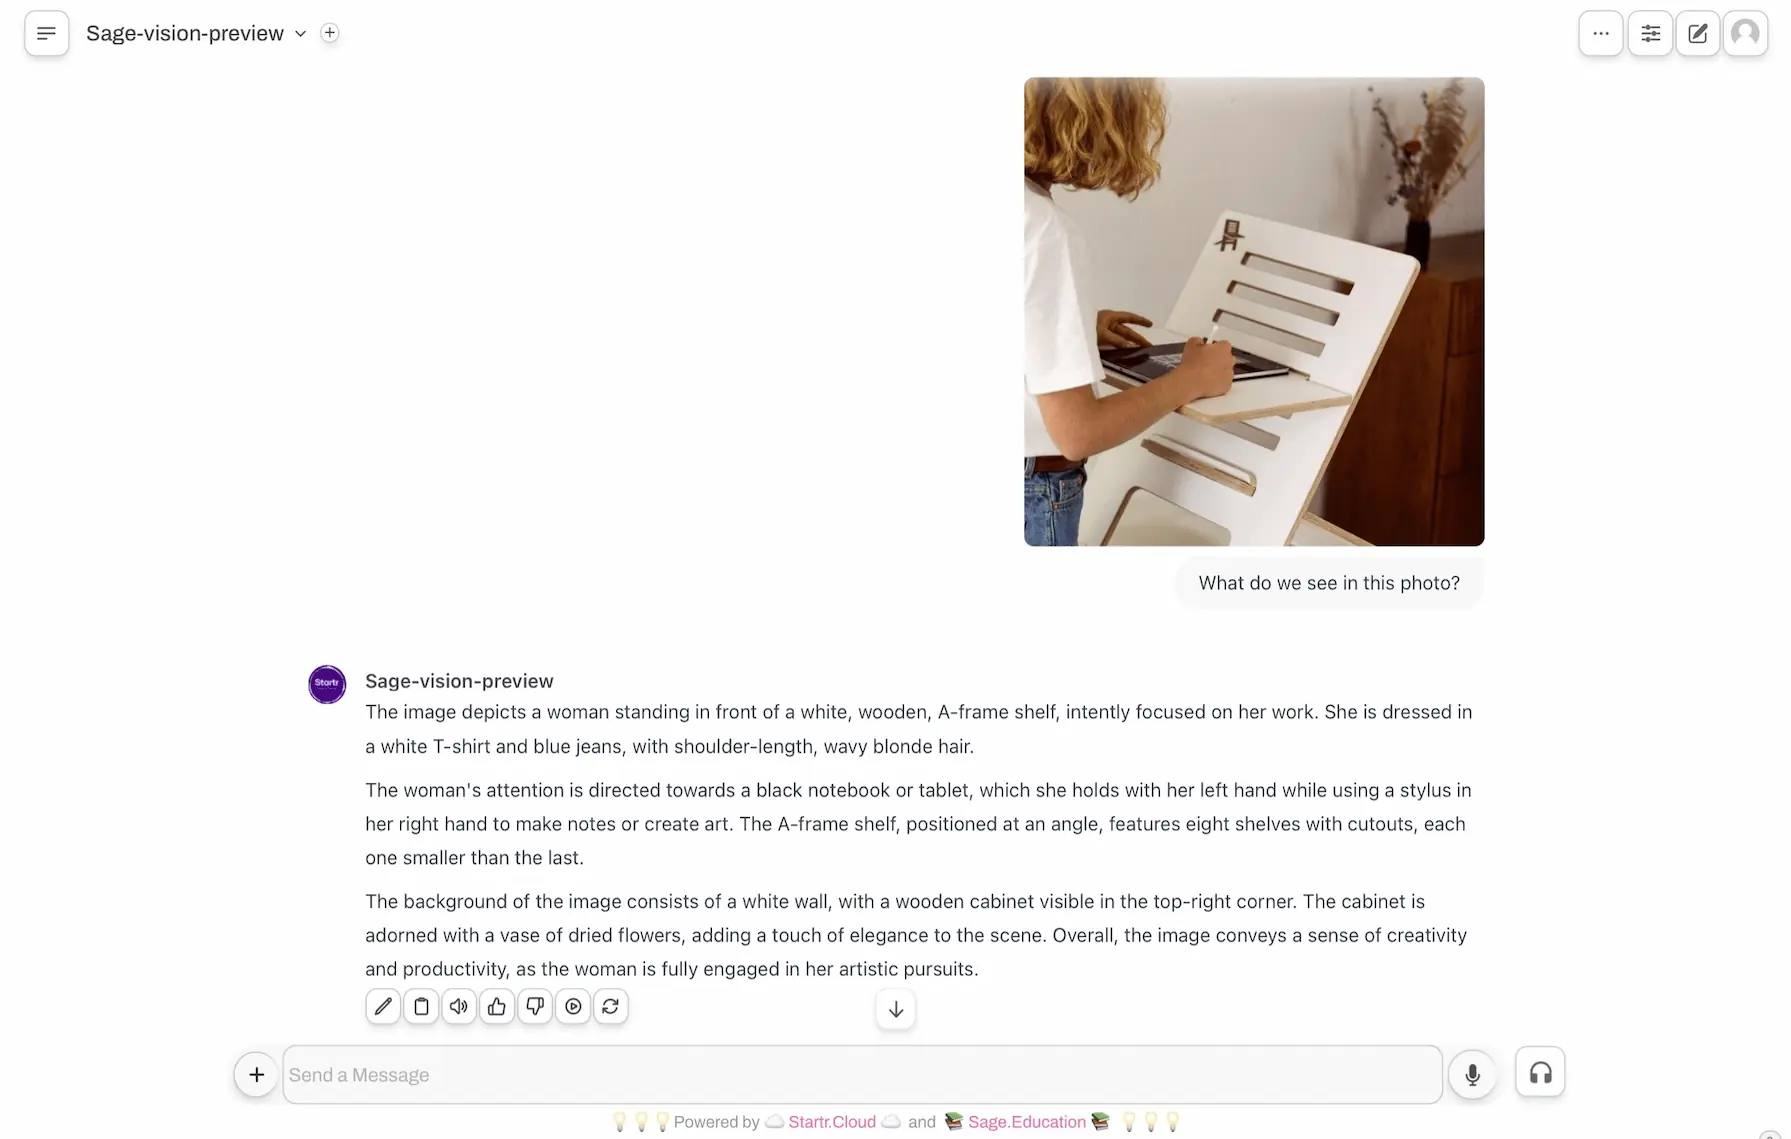 Sage-vision-preview
What do we see in this photo?
Startr
Sage-vision-preview
The image depicts a woman standing in front of a white, wooden, A-frame shelf, intently focused on her work. She is dressed in
a white T-shirt and blue jeans, with shoulder-length, wavy blonde hair.
The woman's attention is directed towards a black notebook or tablet, which she holds with her left hand while using a stylus in
her right hand to make notes or create art. The A-frame shelf, positioned at an angle, features eight shelves with cutouts, each
one smaller than the last.
The background of the image consists of a white wall, with a wooden cabinet visible in the top-right corner. The cabinet is
adorned with a vase of dried flowers, adding a touch of elegance to the scene. Overall, the image conveys a sense of creativity
and productivity, as the woman is fully engaged in her artistic pursuits.
Send a Message
Powered by Startr.Cloud and Sage.Education